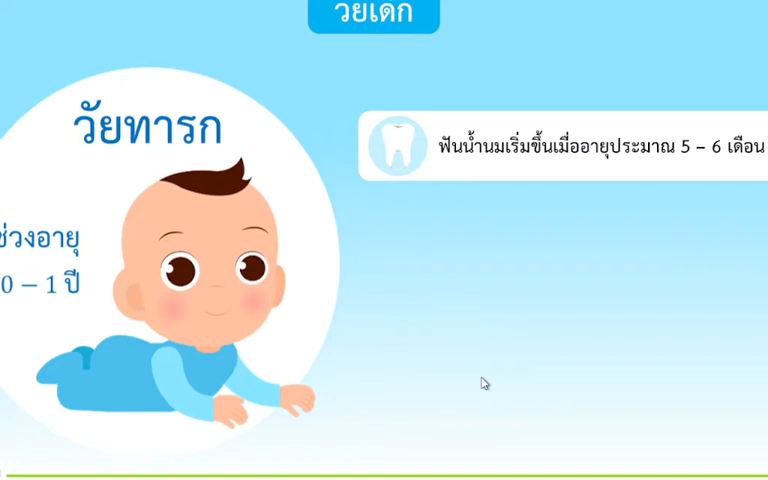 วัยเด็ก
วัยทารก
ฟันน้ำนมเริ่มขึ้นเมื่ออายุประมาณ 5 – 6 เดือน
ช่วงอายุ
0 – 1 ปี